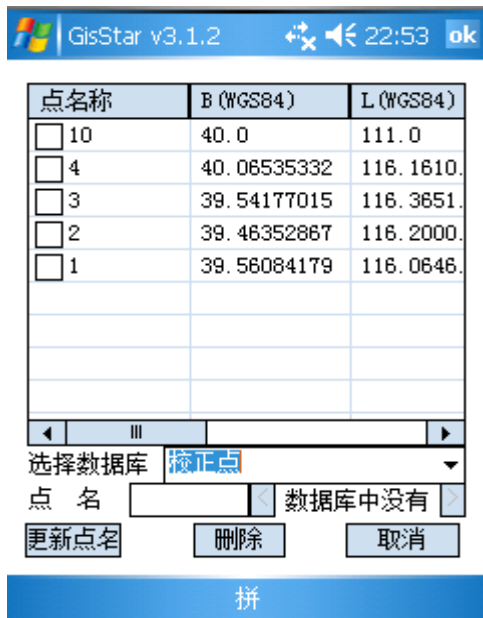 GisStar v3.1.2 22:53 ok
点名称 B(WGS84) L(WGS84)
10 40.0 111.0
4 40.06535332 116.1610.
3 39.54177015 116.3651.
2 39.46352867 116.2000.
1 39.56084179 116.0646.
选择数据库 校正点
点 名 < 数据库中没有 >
更新点名 删除 取消
拼